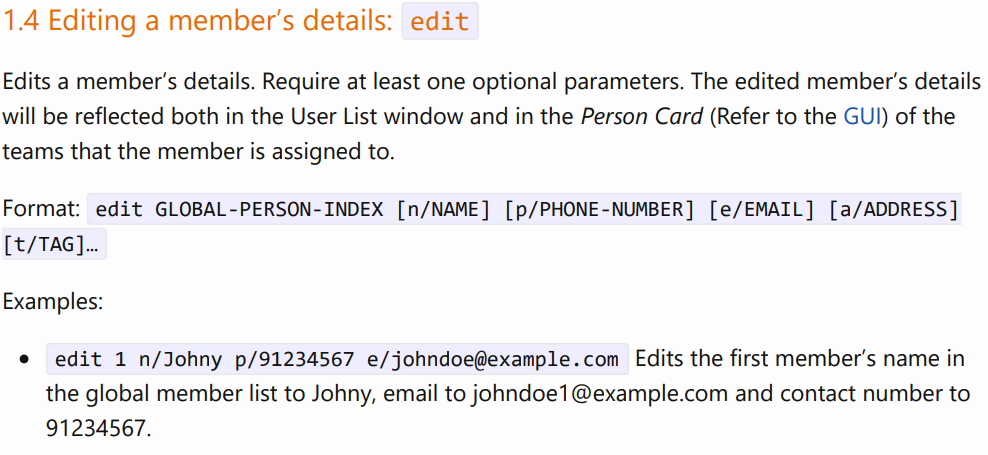 1.4 Editing a member’s details: edit
Edits a member’s details. Require at least one optional parameters. The edited member’s details
will be reflected both in the User List window and in the Person Card (Refer to the GUI) of the
teams that the member is assigned to.
Format: edit GLOBAL-PERSON-INDEX [n/NAME] [p/PHONE-NUMBER] [e/EMAIL] [a/ADDRESS]
[t/TAG]…
Examples:
• edit 1 n/Johny p/91234567 e/johndoe@example.com Edits the first member’s name in
the global member list to Johny, email to johndoe1@example.com and contact number to
91234567.